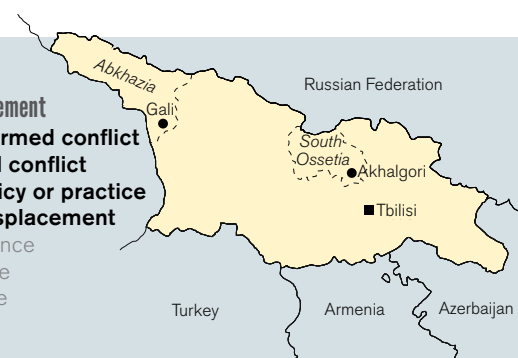 ement
rmed conflict
l conflict
icy or practice
splacement
nce
e
e
Abkhazia
Gali
Russian Federation
South
Ossetia
Akhalgori
Tbilisi
Turkey
Armenia
Azerbaijan